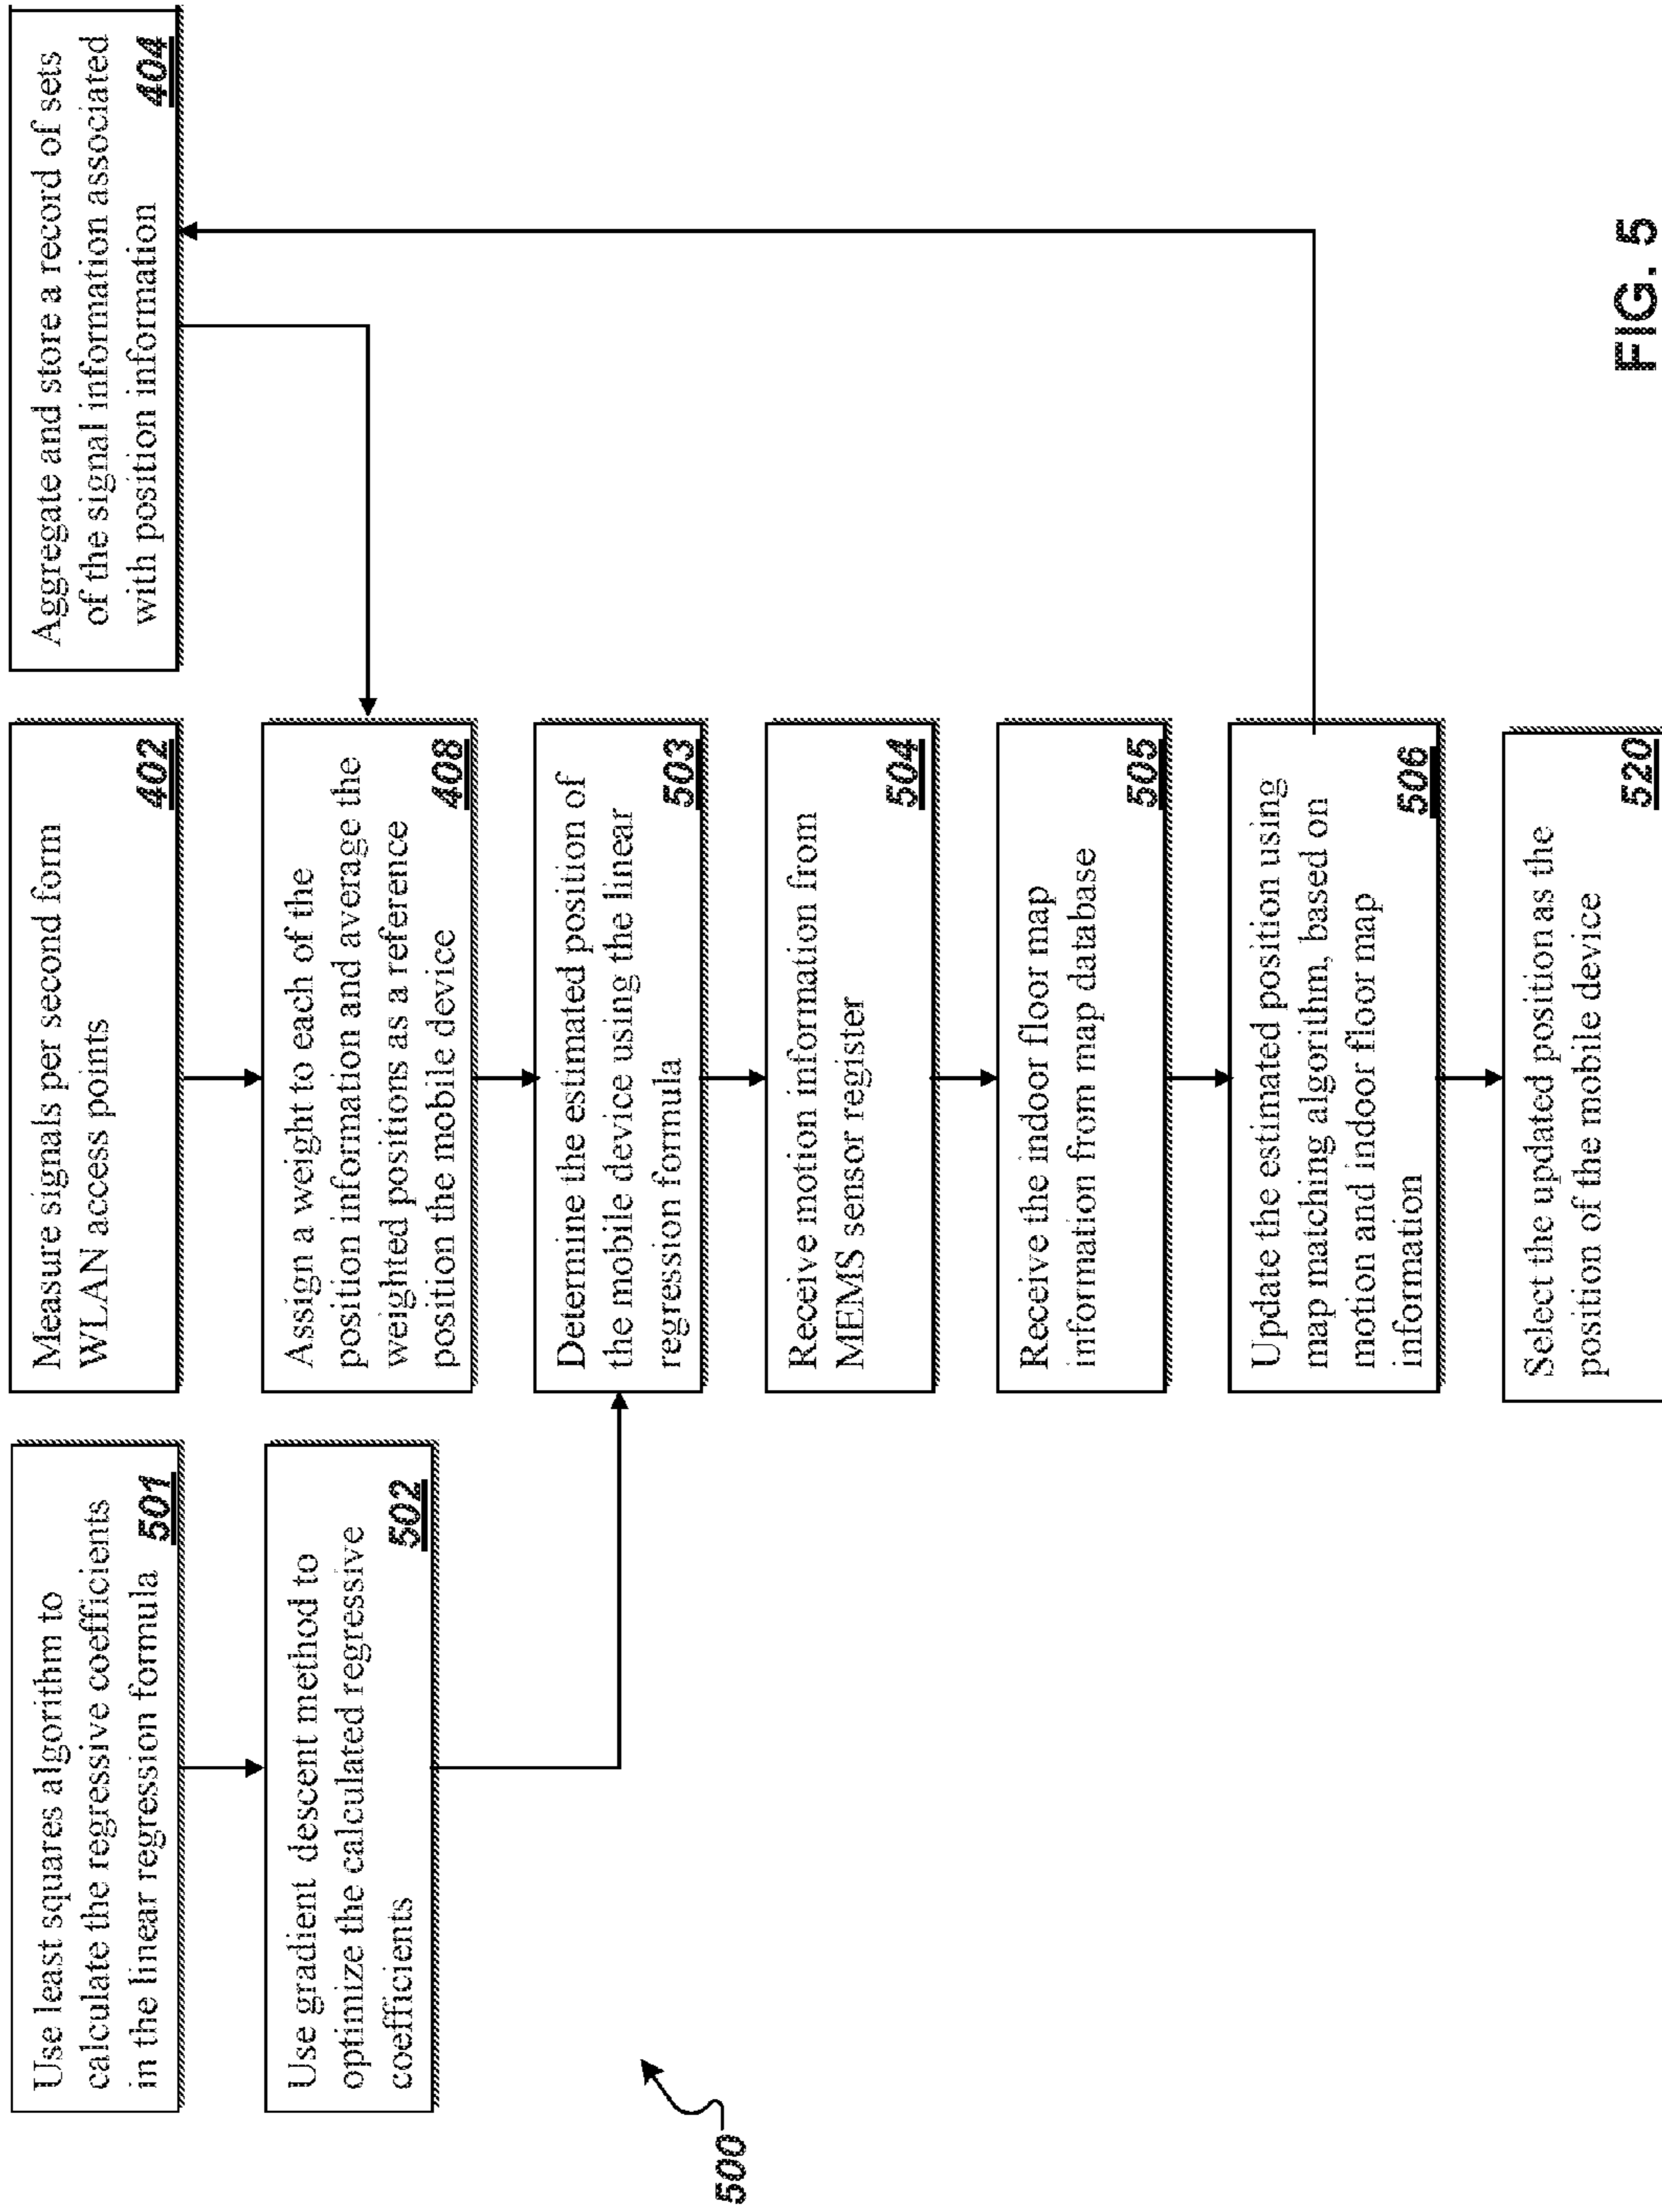 Use least squares algorithm to
calculate the regressive coefficients
in the linear regression formula 501
Use gradient descent method to
optimize the calculated regressive
coefficients 502
500
Measure signals per second form
WLAN access points 402
Assign a weight to each of the
position information and average the
weighted positions as a reference
position the mobile device 408
Determine the estimated position of
the mobile device using the linear
regression formula 503
Receive motion information from
MEMS sensor register 504
Receive the indoor floor map
information from map database 505
Update the estimated position using
map matching algorithm, based on
motion and indoor floor map
information 506
Select the updated position as the
position of the mobile device 520
Aggregate and store a record of sets
of the signal information associated
with position information 404
FIG. 5